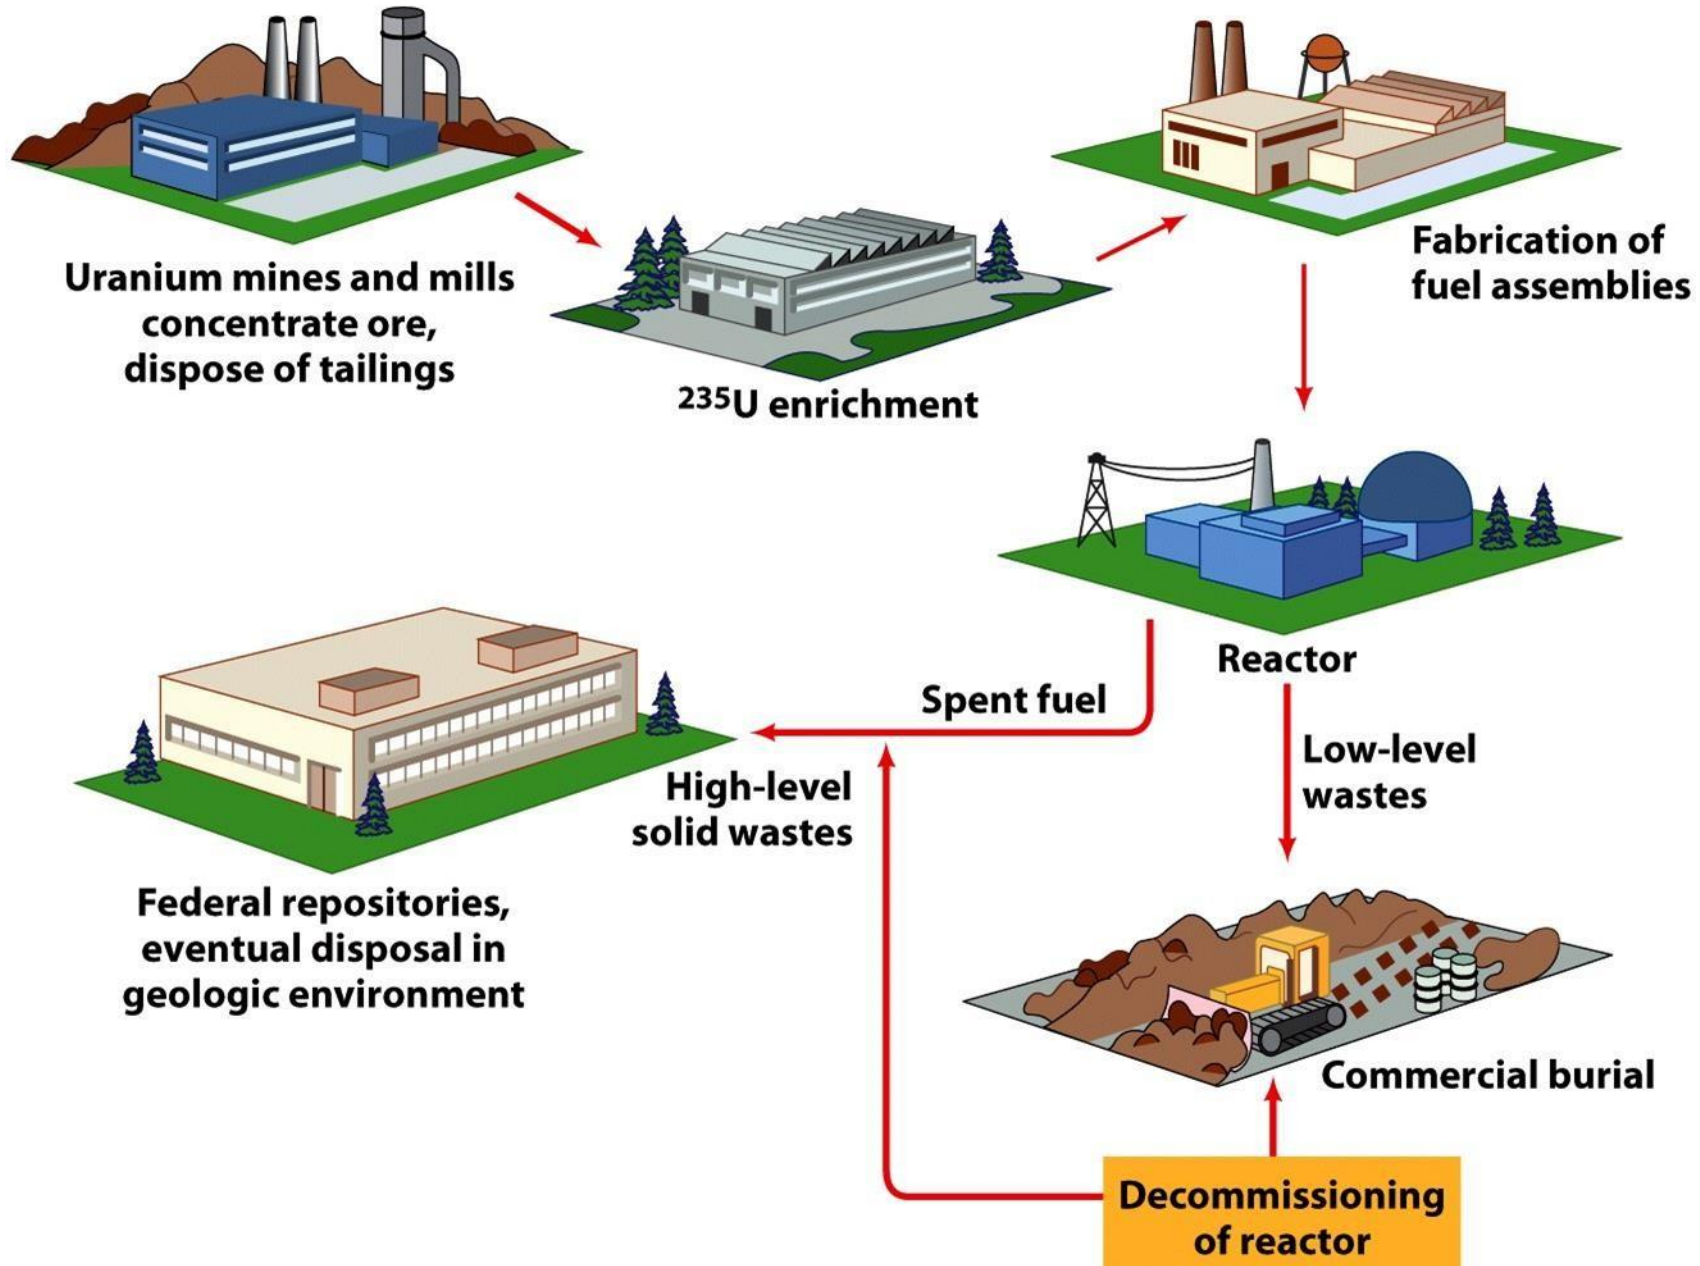 Uranium mines and mills
concentrate ore,
dispose of tailings
²³⁵U enrichment
Fabrication of
fuel assemblies
Reactor
Spent fuel
Low-level
wastes
High-level
solid wastes
Federal repositories,
eventual disposal in
geologic environment
Commercial burial
Decommissioning
of reactor